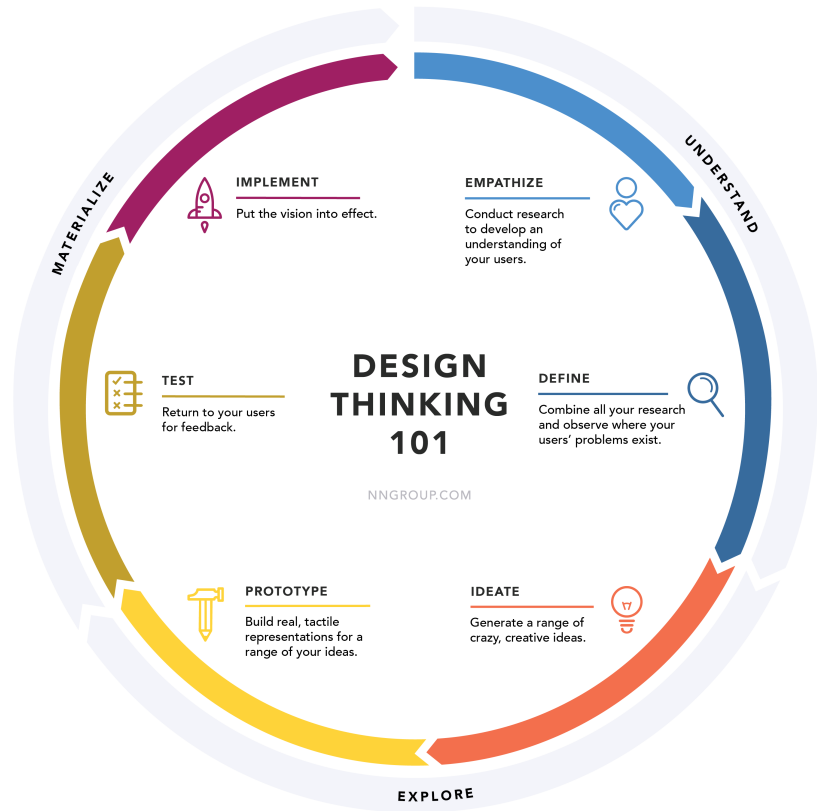 DESIGN
THINKING
101
NNGROUP.COM
UNDERSTAND
EMPATHIZE
Conduct research
to develop an
understanding of
your users.
DEFINE
Combine all your research
and observe where your
users’ problems exist.
EXPLORE
IDEATE
Generate a range of
crazy, creative ideas.
PROTOTYPE
Build real, tactile
representations for a
range of your ideas.
MATERIALIZE
TEST
Return to your users
for feedback.
IMPLEMENT
Put the vision into effect.